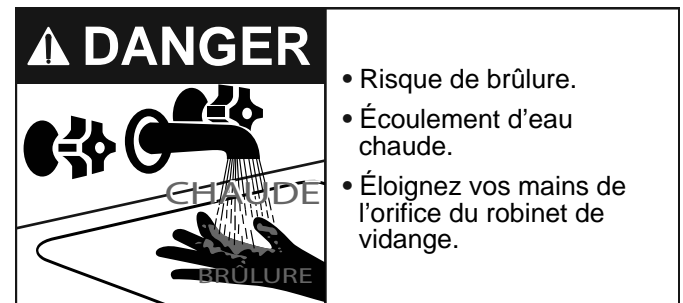 DANGER
CHAUDE
BRÛLURE
• Risque de brûlure.
• Écoulement d’eau
chaude.
• Éloignez vos mains de
l’orifice du robinet de
vidange.